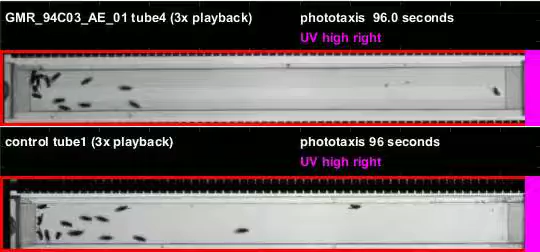 GMR_94C03_AE_01 tube4 (3x playback)
phototaxis 96.0 seconds
UV high right
control tube1 (3x playback)
phototaxis 96 seconds
UV high right